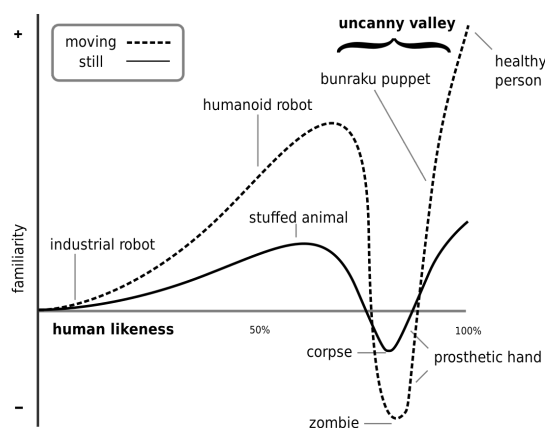 uncanny valley
+
moving
still
healthy
person
bunraku puppet
humanoid robot
stuffed animal
industrial robot
familiarity
human likeness
50%
100%
corpse
prosthetic hand
–
zombie